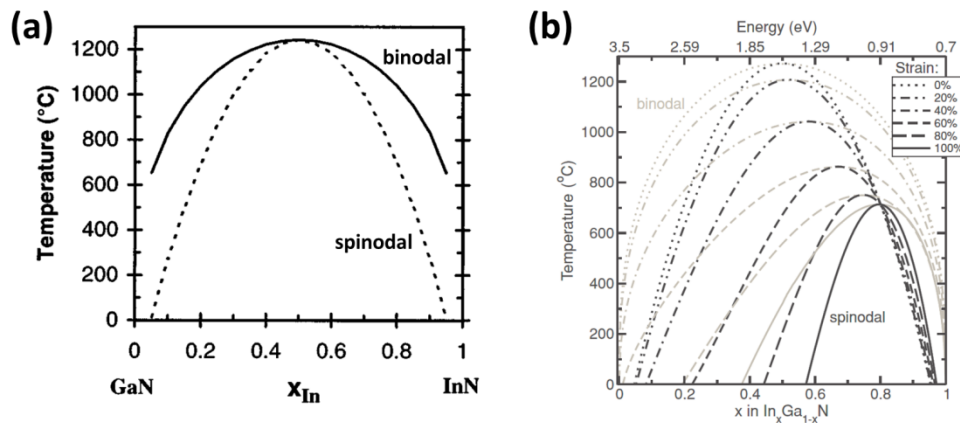 (a)
1200
1000
800
600
400
200
0
Temperature (°C)
binodal
spinodal
0 0.2 0.4 0.6 0.8 1
GaN x_In InN
(b)
Energy (eV)
3.5 2.59 1.85 1.29 0.91 0.7
Strain:
0%
20%
40%
60%
80%
100%
1200
1000
800
600
400
200
0
Temperature (°C)
binodal
spinodal
0 0.2 0.4 0.6 0.8 1
x in In_xGa_1-xN